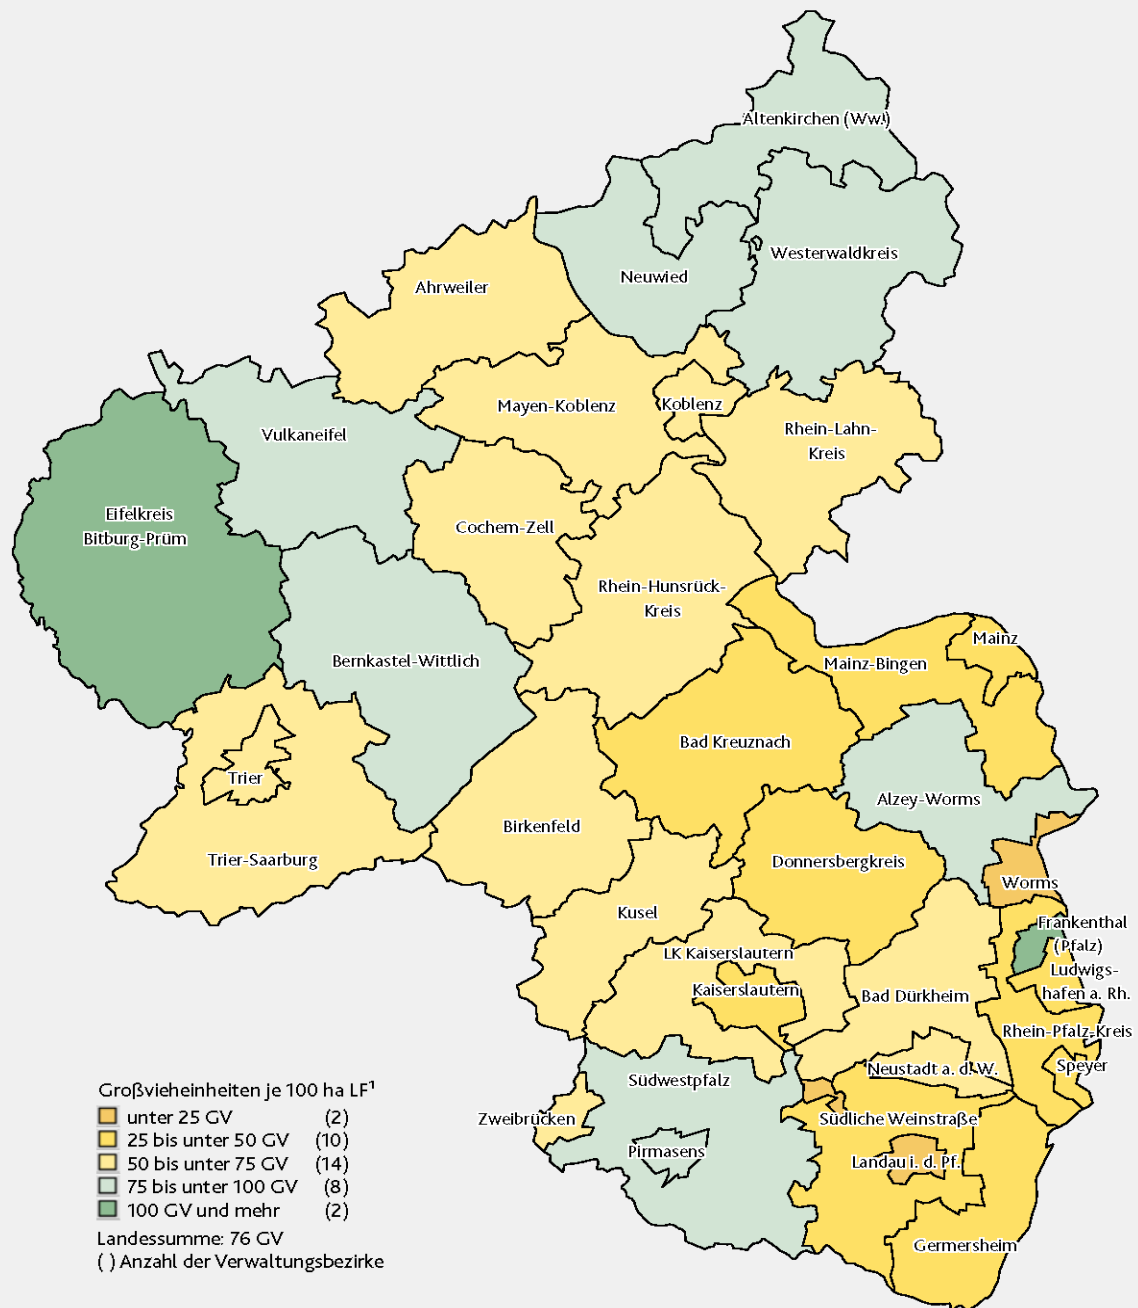 Altenkirchen (Ww.)
Westerwaldkreis
Neuwied
Ahrweiler
Mayen-Koblenz
Koblenz
Rhein-Lahn-
Kreis
Vulkaneifel
Eifelkreis
Bitburg-Prüm
Cochem-Zell
Rhein-Hunsrück-
Kreis
Bernkastel-Wittlich
Mainz
Mainz-Bingen
Bad Kreuznach
Trier
Alzey-Worms
Birkenfeld
Trier-Saarburg
Donnersbergkreis
Worms
Kusel
Frankenthal
(Pfalz)
LK Kaiserslautern
Ludwigs-
hafen a. Rh.
Kaiserslautern
Bad Dürkheim
Rhein-Pfalz-Kreis
Speyer
Neustadt a. d. W.
Südwestpfalz
Zweibrücken
Südliche Weinstraße
Pirmasens
Landau i. d. Pf.
Germersheim
Großvieheinheiten je 100 ha LF¹
unter 25 GV (2)
25 bis unter 50 GV (10)
50 bis unter 75 GV (14)
75 bis unter 100 GV (8)
100 GV und mehr (2)
Landessumme: 76 GV
( ) Anzahl der Verwaltungsbezirke